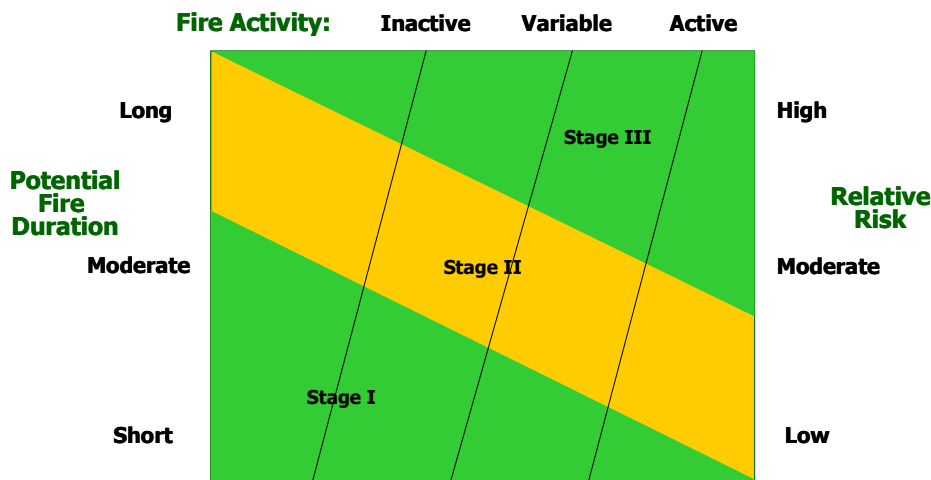 Fire Activity: Inactive Variable Active
Long
High
Stage III
Potential
Fire
Duration
Relative
Risk
Moderate
Stage II
Moderate
Stage I
Short
Low